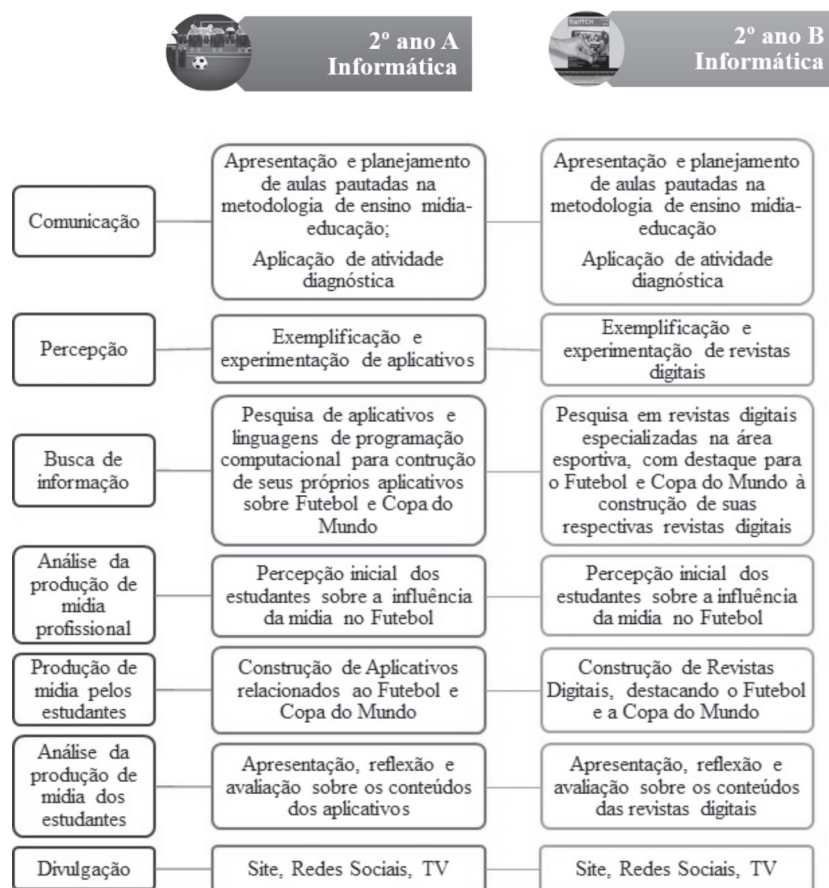 2º ano A
Informática
SWITCH
2º ano B
Informática
Comunicação
Apresentação e planejamento
de aulas pautadas na
metodologia de ensino mídia-
educação;
Aplicação de atividade
diagnóstica
Apresentação e planejamento
de aulas pautadas na
metodologia de ensino mídia-
educação
Aplicação de atividade
diagnóstica
Percepção
Exemplificação e
experimentação de aplicativos
Exemplificação e
experimentação de revistas
digitais
Busca de
informação
Pesquisa de aplicativos e
linguagens de programação
computacional para contrução
de seus próprios aplicativos
sobre Futebol e Copa do
Mundo
Pesquisa em revistas digitais
especializadas na área
esportiva, com destaque para
o Futebol e Copa do Mundo à
construção de suas
respectivas revistas digitais
Análise da
produção de
mídia
profissional
Percepção inicial dos
estudantes sobre a influência
da mídia no Futebol
Percepção inicial dos
estudantes sobre a influência
da mídia no Futebol
Produção de
mídia pelos
estudantes
Construção de Aplicativos
relacionados ao Futebol e
Copa do Mundo
Construção de Revistas
Digitais, destacando o Futebol
e a Copa do Mundo
Análise da
produção de
mídia dos
estudantes
Apresentação, reflexão e
avaliação sobre os conteúdos
dos aplicativos
Apresentação, reflexão e
avaliação sobre os conteúdos
das revistas digitais
Divulgação
Site, Redes Sociais, TV
Site, Redes Sociais, TV